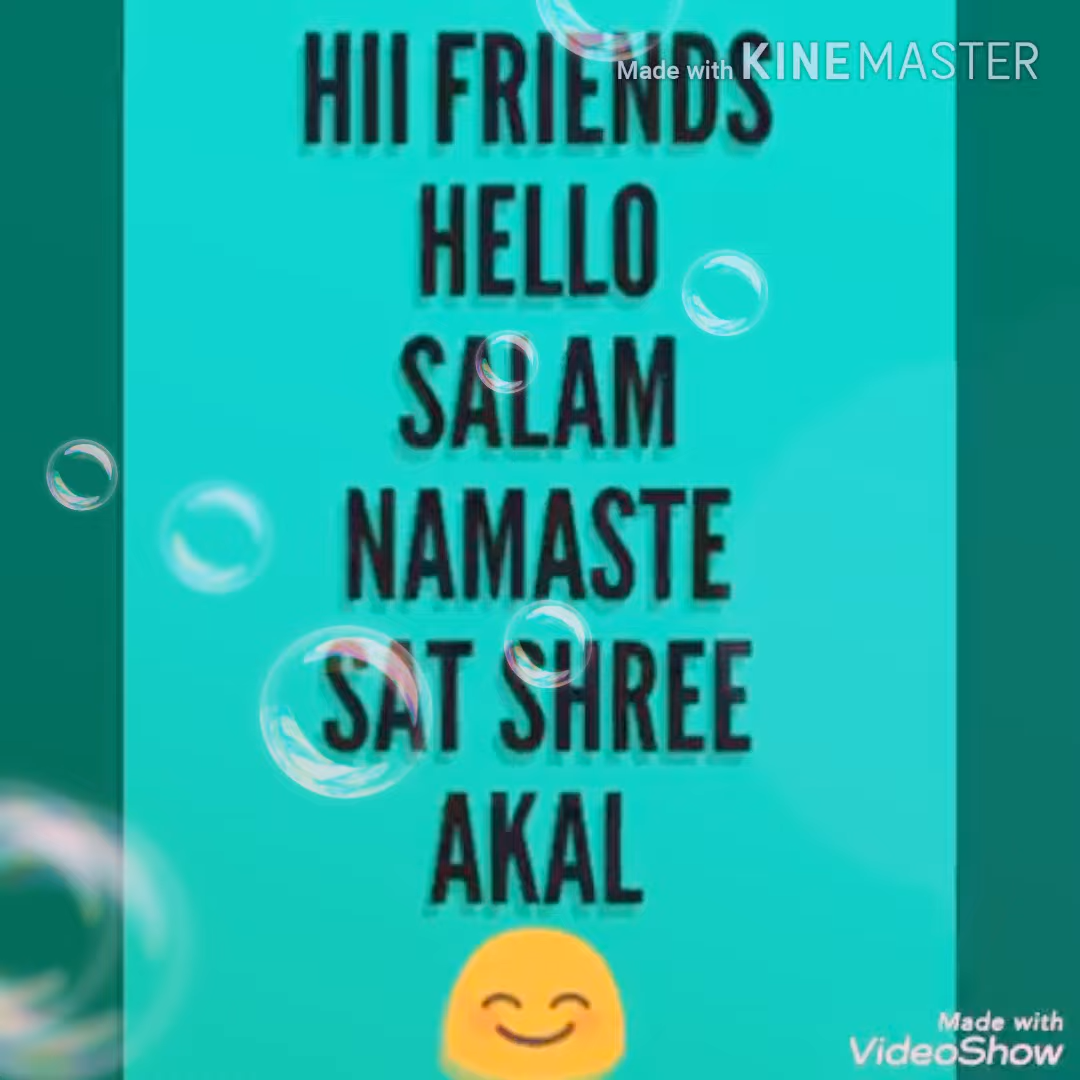 HII FRIENDS
Made with KINEMASTER
HELLO
SALAM
NAMASTE
SAT SHREE
AKAL
Made with
VideoShow